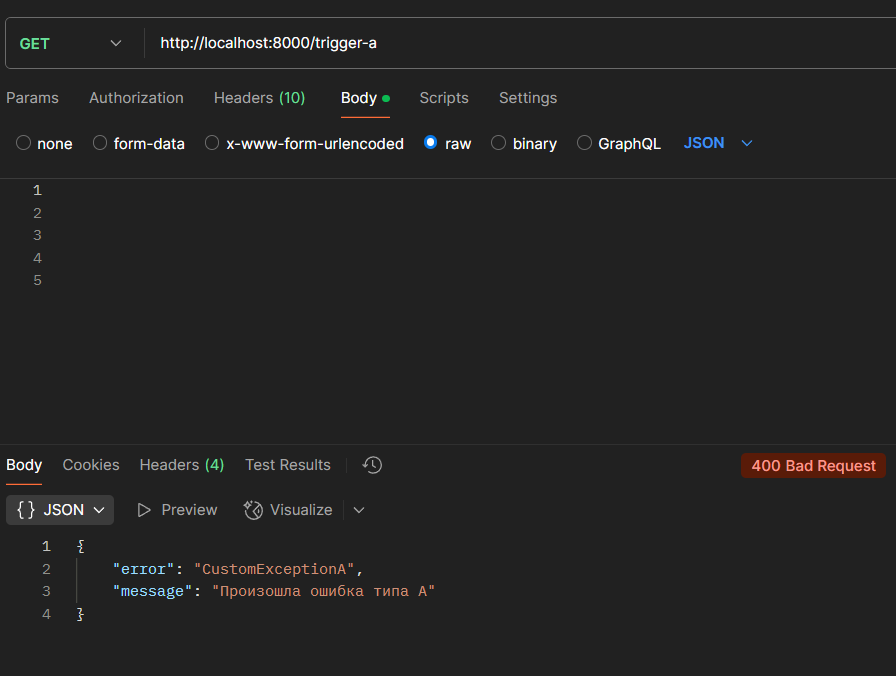 GET http://localhost:8000/trigger-a
Params Authorization Headers (10) Body Scripts Settings
none form-data x-www-form-urlencoded raw binary GraphQL JSON
1
2
3
4
5
Body Cookies Headers (4) Test Results 400 Bad Request
{} JSON Preview Visualize
1 {
2 "error": "CustomExceptionA",
3 "message": "Произошла ошибка типа A"
4 }